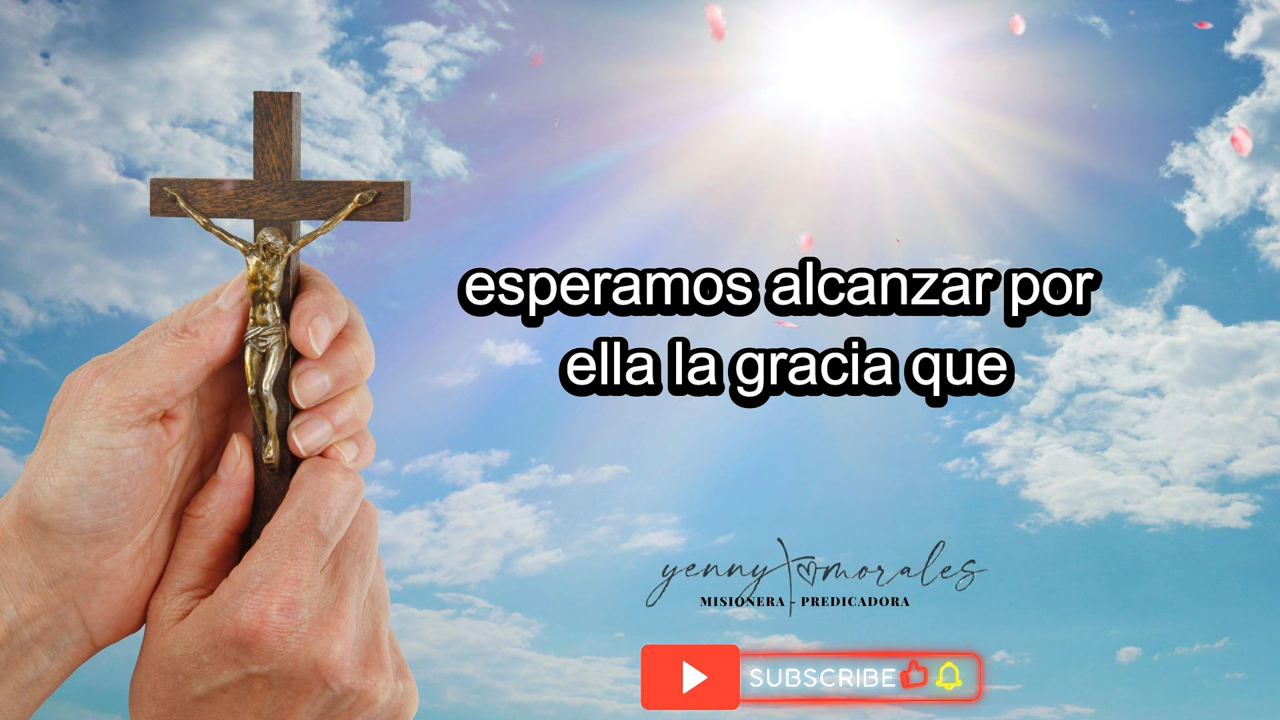 esperamos alcanzar por
ella la gracia que
yenny morales
MISIONERA - PREDICADORA
SUBSCRIBE